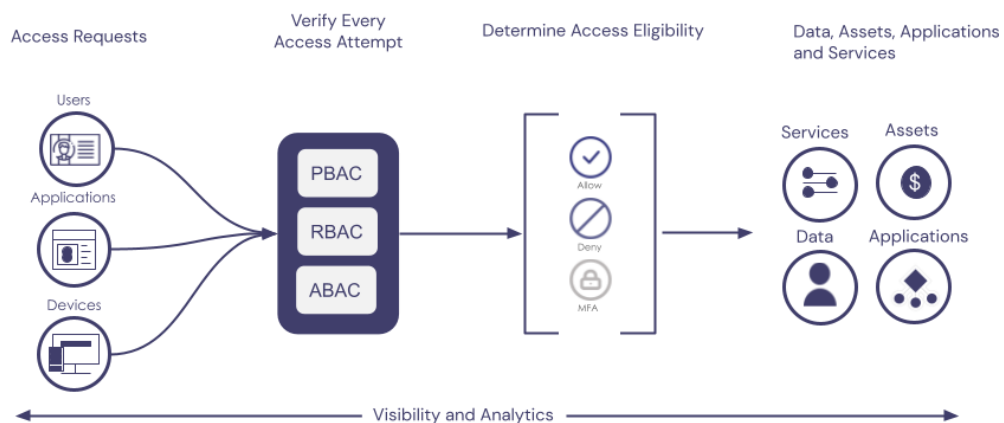 Access Requests
Verify Every
Access Attempt
Determine Access Eligibility
Data, Assets, Applications
and Services
Users
Applications
Devices
PBAC
RBAC
ABAC
Allow
Deny
MFA
Services
Assets
$
Data
Applications
Visibility and Analytics